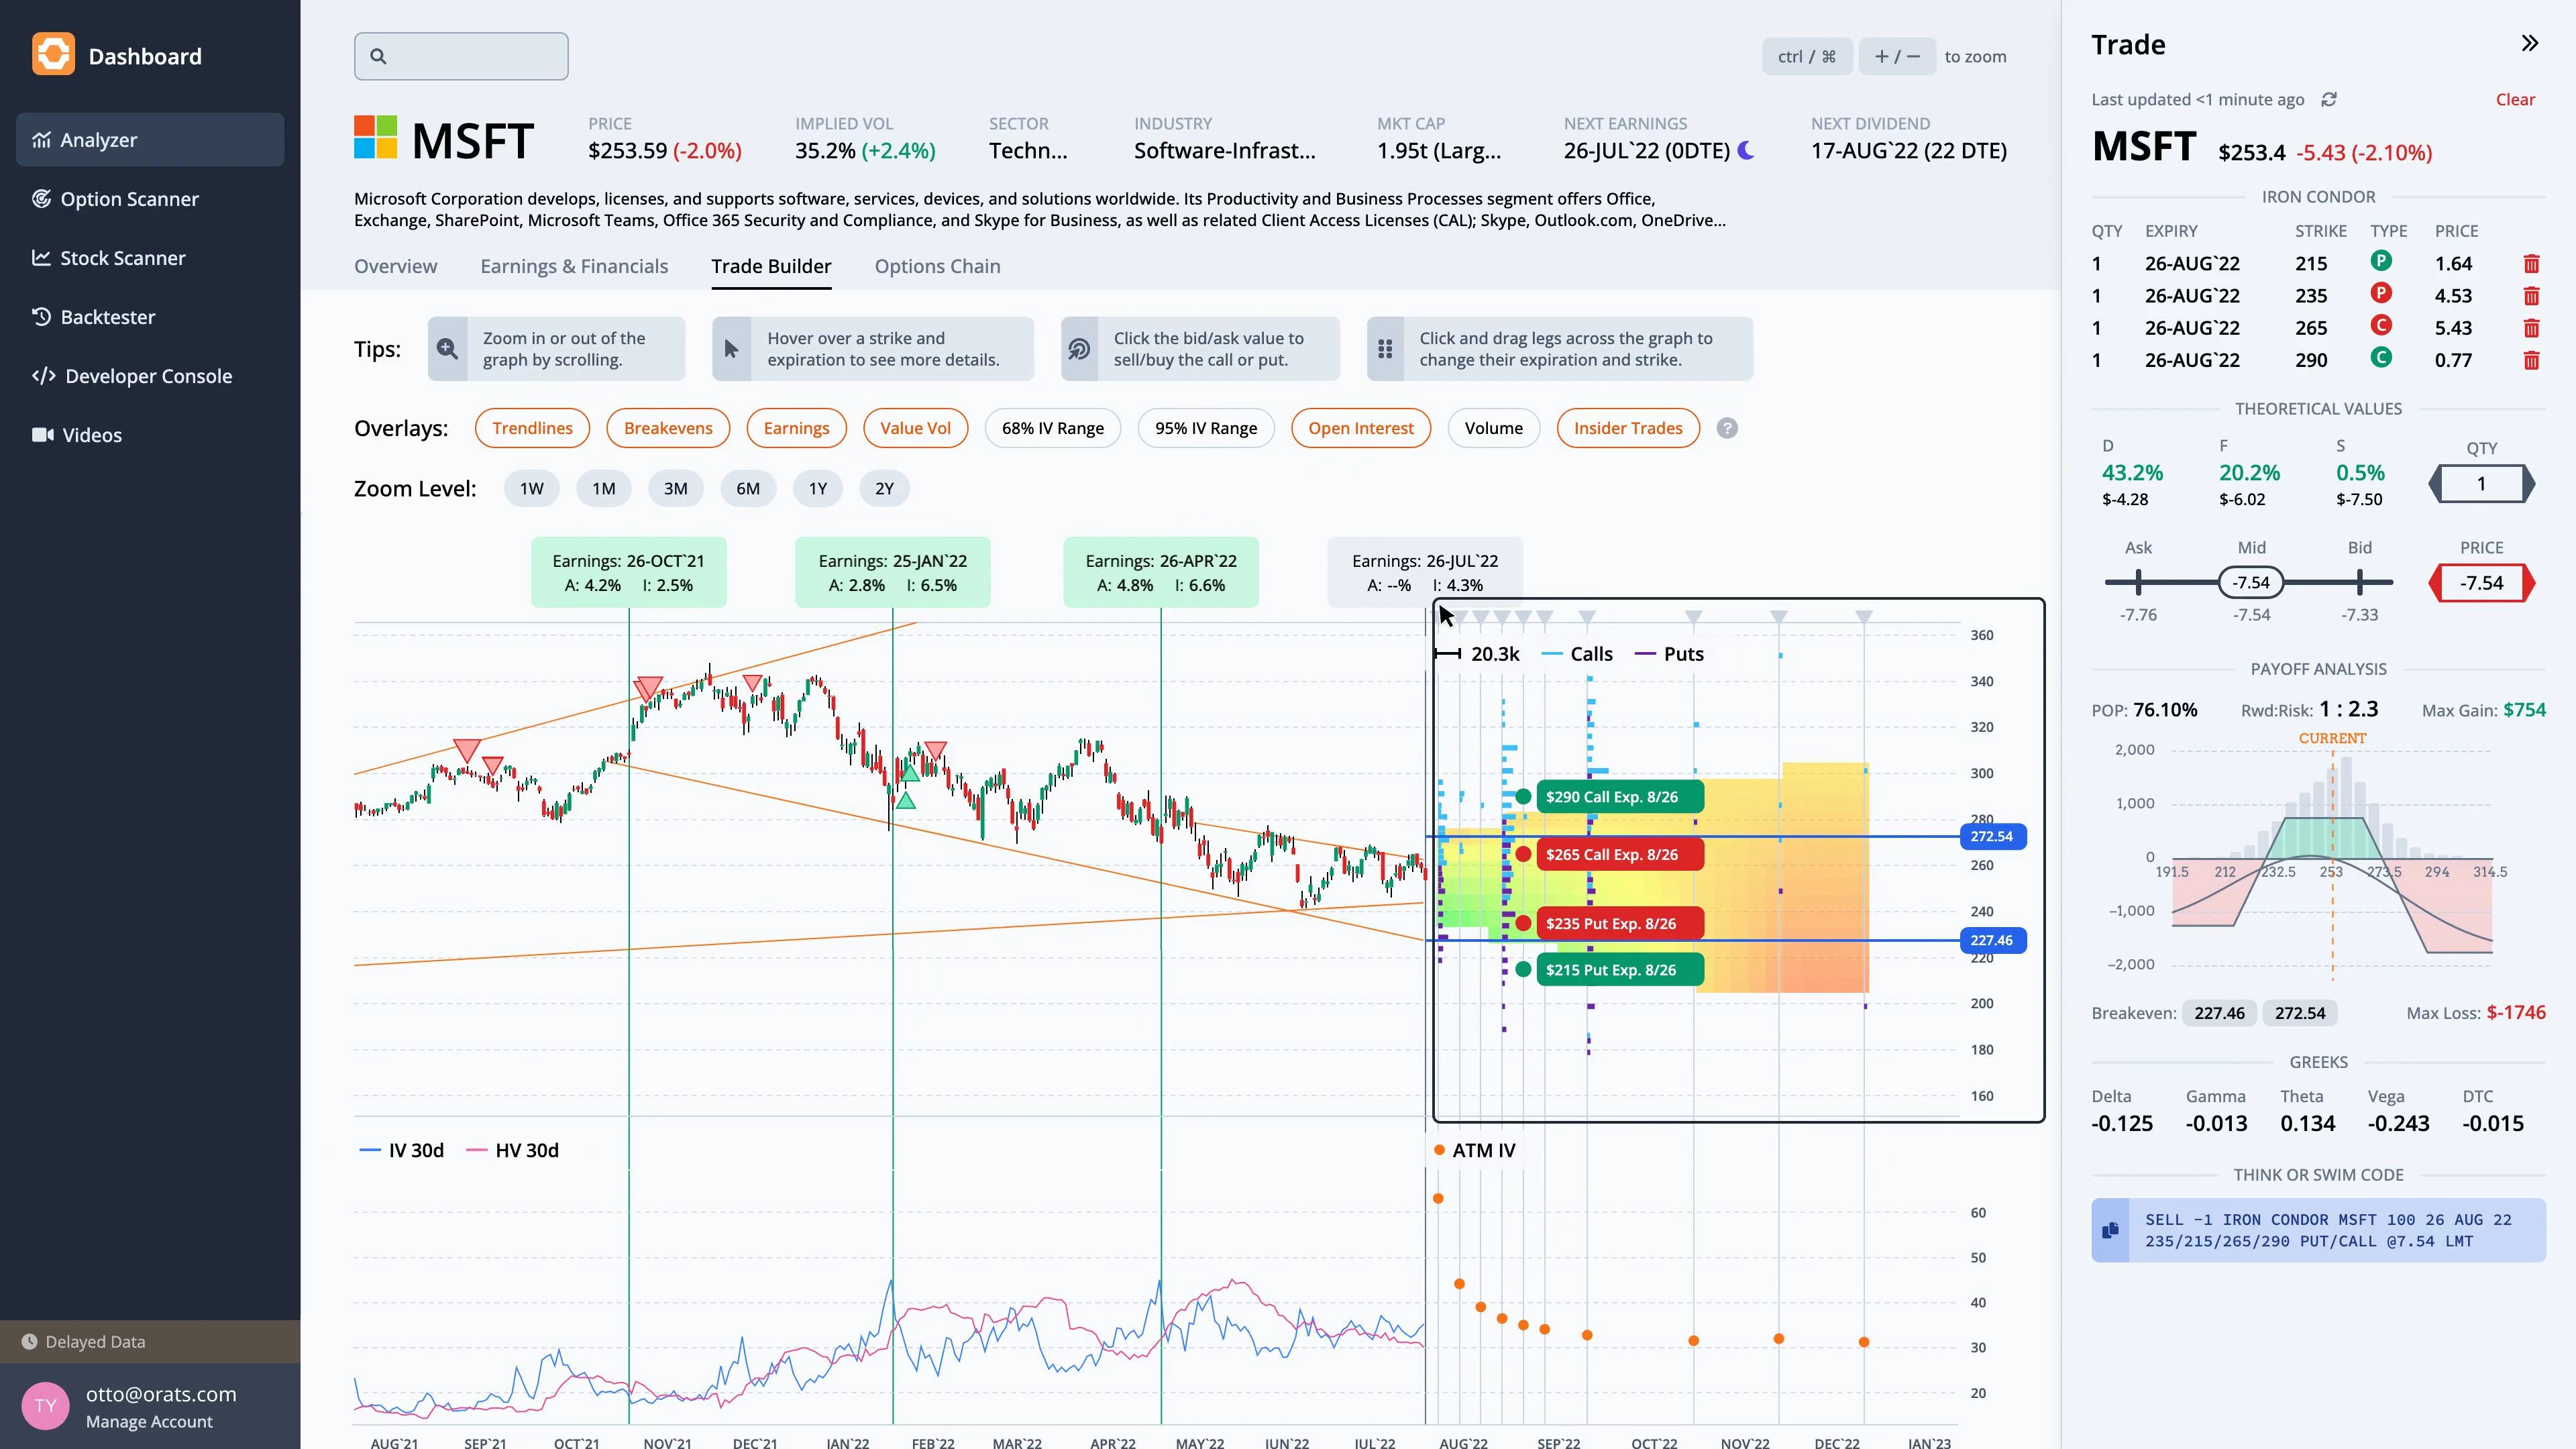 Dashboard
Analyzer
Option Scanner
Stock Scanner
Backtester
Developer Console
Videos
Delayed Data
TY
otto@orats.com
Manage Account
ctrl / ⌘ + / − to zoom
MSFT
PRICE
$253.59 (-2.0%)
IMPLIED VOL
35.2% (+2.4%)
SECTOR
Techn...
INDUSTRY
Software-Infrast...
MKT CAP
1.95t (Larg...
NEXT EARNINGS
26-JUL`22 (0DTE)
NEXT DIVIDEND
17-AUG`22 (22 DTE)
Microsoft Corporation develops, licenses, and supports software, services, devices, and solutions worldwide. Its Productivity and Business Processes segment offers Office,
Exchange, SharePoint, Microsoft Teams, Office 365 Security and Compliance, and Skype for Business, as well as related Client Access Licenses (CAL); Skype, Outlook.com, OneDrive...
Overview Earnings & Financials Trade Builder Options Chain
Tips:
Zoom in or out of the
graph by scrolling.
Hover over a strike and
expiration to see more details.
Click the bid/ask value to
sell/buy the call or put.
Click and drag legs across the graph to
change their expiration and strike.
Overlays: Trendlines Breakevens Earnings Value Vol 68% IV Range 95% IV Range Open Interest Volume Insider Trades ?
Zoom Level: 1W 1M 3M 6M 1Y 2Y
Earnings: 26-OCT`21
A: 4.2% I: 2.5%
Earnings: 25-JAN`22
A: 2.8% I: 6.5%
Earnings: 26-APR`22
A: 4.8% I: 6.6%
Earnings: 26-JUL`22
A: --% I: 4.3%
20.3k Calls Puts
360
340
320
300
280
272.54
260
240
227.46
220
200
180
160
$290 Call Exp. 8/26
$265 Call Exp. 8/26
$235 Put Exp. 8/26
$215 Put Exp. 8/26
IV 30d HV 30d
ATM IV
60
50
40
30
20
AUG`21 SEP`21 OCT`21 NOV`21 DEC`21 JAN`22 FEB`22 MAR`22 APR`22 MAY`22 JUN`22 JUL`22 AUG`22 SEP`22 OCT`22 NOV`22 DEC`22 JAN`23
Trade
Last updated <1 minute ago Clear
MSFT $253.4 -5.43 (-2.10%)
IRON CONDOR
QTY EXPIRY STRIKE TYPE PRICE
1 26-AUG`22 215 P 1.64
1 26-AUG`22 235 P 4.53
1 26-AUG`22 265 C 5.43
1 26-AUG`22 290 C 0.77
THEORETICAL VALUES
D F S QTY
43.2% 20.2% 0.5% 1
$-4.28 $-6.02 $-7.50
Ask Mid Bid PRICE
-7.54 -7.54
-7.76 -7.54 -7.33
PAYOFF ANALYSIS
POP: 76.10% Rwd:Risk: 1 : 2.3 Max Gain: $754
CURRENT
2,000
1,000
0
191.5 212 232.5 253 273.5 294 314.5
−1,000
−2,000
Breakeven: 227.46 272.54 Max Loss: $-1746
GREEKS
Delta Gamma Theta Vega DTC
-0.125 -0.013 0.134 -0.243 -0.015
THINK OR SWIM CODE
SELL -1 IRON CONDOR MSFT 100 26 AUG 22
235/215/265/290 PUT/CALL @7.54 LMT